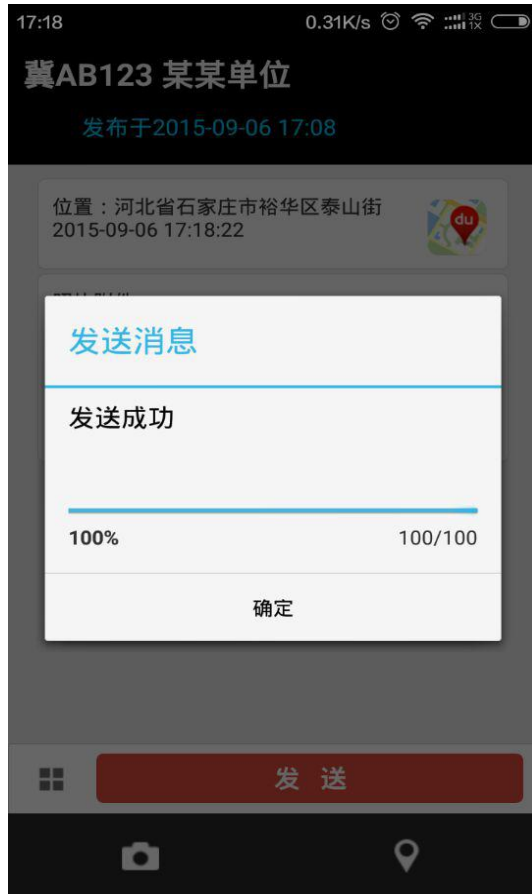 17:18
0.31K/s
3G
1X
冀AB123 某某单位
发布于2015-09-06 17:08
位置：河北省石家庄市裕华区泰山街
2015-09-06 17:18:22
du
发送消息
发送成功
100%
100/100
确定
发 送